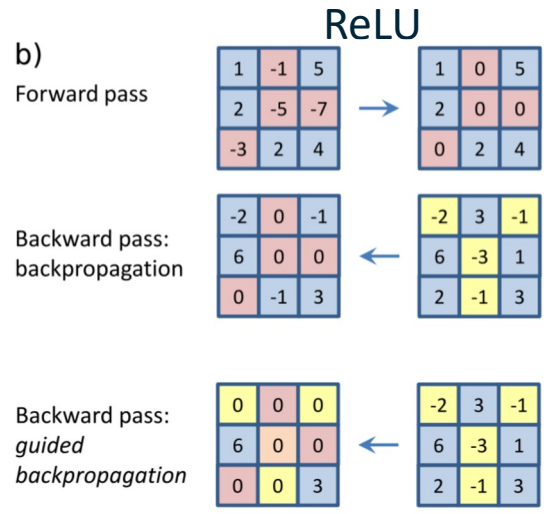 ReLU
b)
Forward pass
1 -1 5 1 0 5
2 -5 -7 2 0 0
-3 2 4 0 2 4
Backward pass:
backpropagation
-2 0 -1 -2 3 -1
6 0 0 6 -3 1
0 -1 3 2 -1 3
Backward pass:
guided
backpropagation
0 0 0 -2 3 -1
6 0 0 6 -3 1
0 0 3 2 -1 3